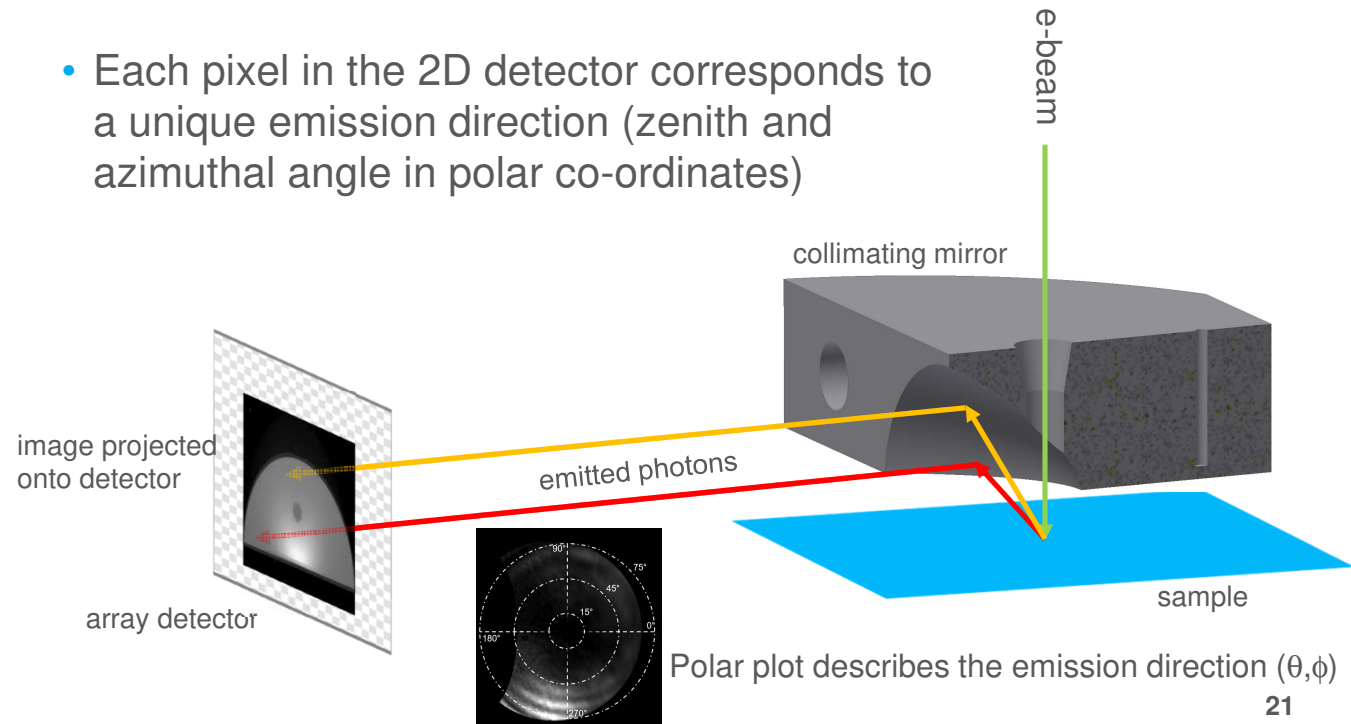 e-beam
• Each pixel in the 2D detector corresponds to
a unique emission direction (zenith and
azimuthal angle in polar co-ordinates)
collimating mirror
image projected
onto detector
emitted photons
array detector
90°
75°
45°
15°
0°
180°
270°
sample
Polar plot describes the emission direction (θ,ϕ)
21